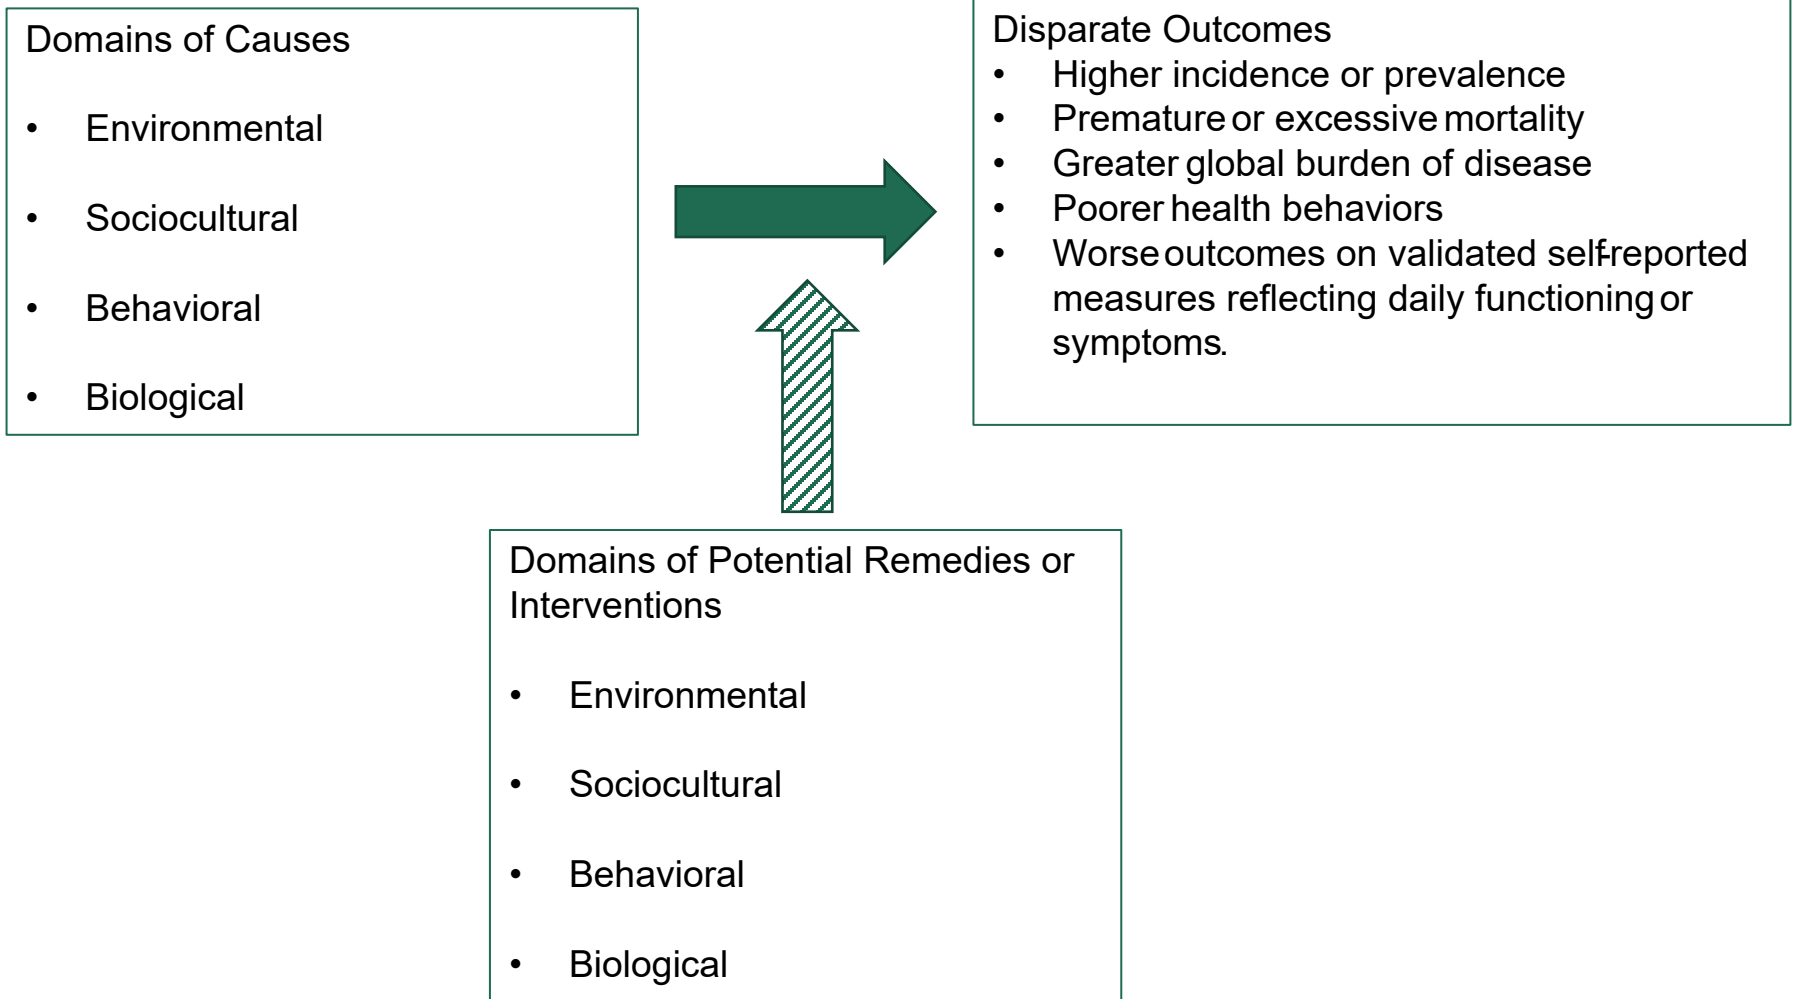 Domains of Causes
• Environmental
• Sociocultural
• Behavioral
• Biological
Disparate Outcomes
• Higher incidence or prevalence
• Premature or excessive mortality
• Greater global burden of disease
• Poorer health behaviors
• Worse outcomes on validated self-reported
measures reflecting daily functioning or
symptoms.
Domains of Potential Remedies or
Interventions
• Environmental
• Sociocultural
• Behavioral
• Biological